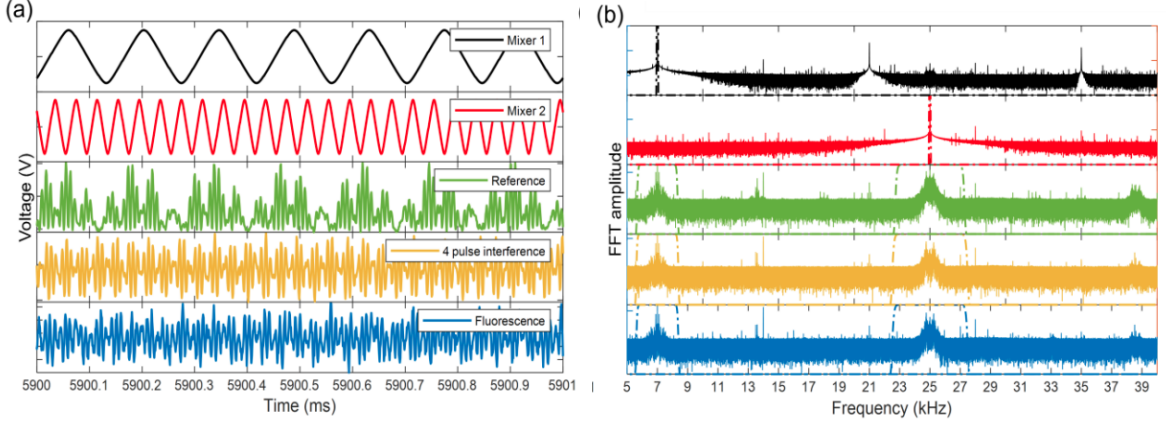 (a)
Mixer 1
Mixer 2
Reference
4 pulse interference
Fluorescence
Voltage (V)
5900 5900.1 5900.2 5900.3 5900.4 5900.5 5900.6 5900.7 5900.8 5900.9 5901
Time (ms)
(b)
FFT amplitude
5 7 9 11 13 15 17 19 21 23 25 27 29 31 33 35 37 39
Frequency (kHz)